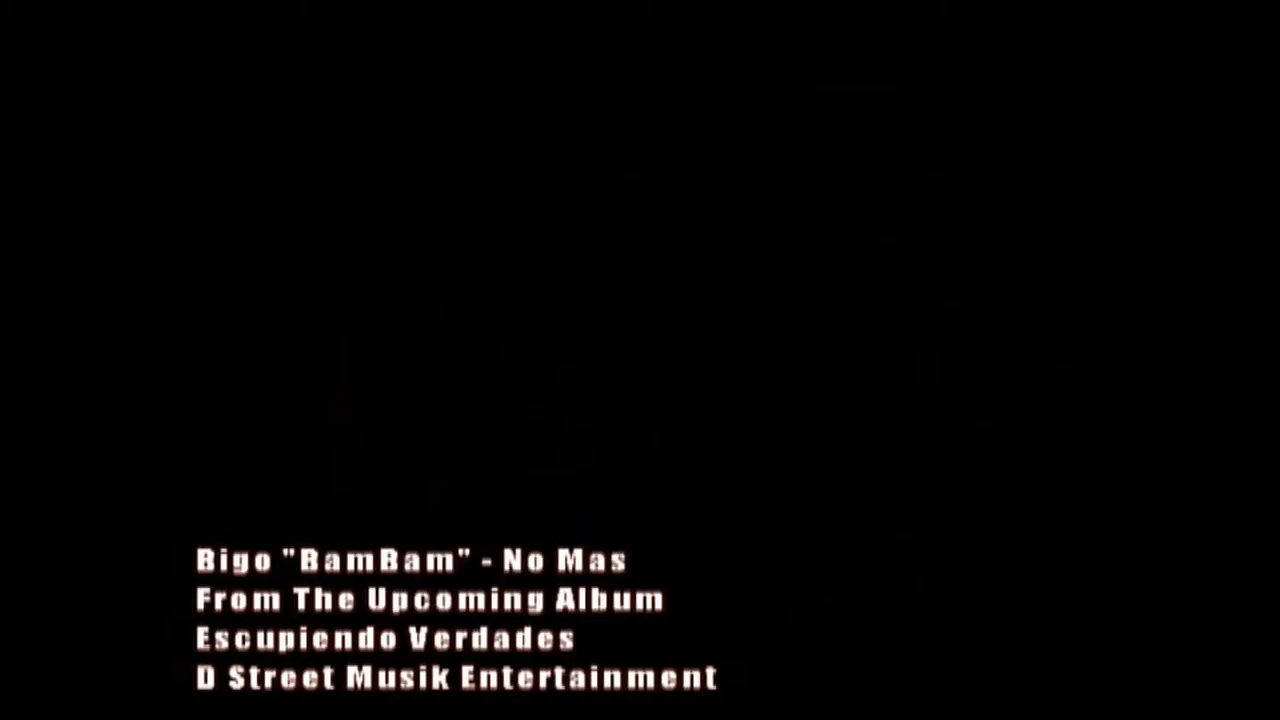 Bigo "BamBam" - No Mas
From The Upcoming Album
Escupiendo Verdades
D Street Musik Entertainment